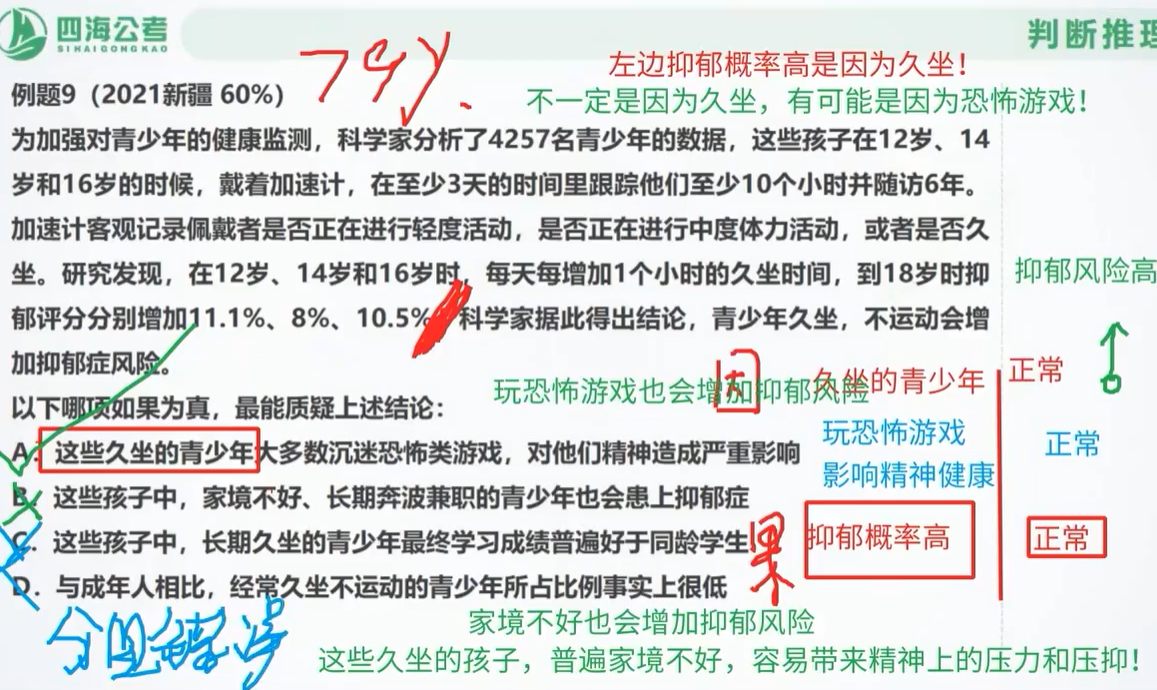 四海公考
SIHAIGONGKAO
判断推理
左边抑郁概率高是因为久坐！
例题9（2021新疆 60%）
不一定是因为久坐，有可能是因为恐怖游戏！
为加强对青少年的健康监测，科学家分析了4257名青少年的数据，这些孩子在12岁、14
岁和16岁的时候，戴着加速计，在至少3天的时间里跟踪他们至少10个小时并随访6年。
加速计客观记录佩戴者是否正在进行轻度活动，是否正在进行中度体力活动，或者是否久
坐。研究发现，在12岁、14岁和16岁时，每天每增加1个小时的久坐时间，到18岁时抑
抑郁风险高
郁评分分别增加11.1%、8%、10.5% 科学家据此得出结论，青少年久坐，不运动会增
加抑郁症风险。
因
久坐的青少年
正常
玩恐怖游戏也会增加抑郁风险
以下哪项如果为真，最能质疑上述结论：
玩恐怖游戏
正常
A. 这些久坐的青少年大多数沉迷恐怖类游戏，对他们精神造成严重影响
影响精神健康
B. 这些孩子中，家境不好、长期奔波兼职的青少年也会患上抑郁症
C. 这些孩子中，长期久坐的青少年最终学习成绩普遍好于同龄学生
果
抑郁概率高
正常
D. 与成年人相比，经常久坐不运动的青少年所占比例事实上很低
家境不好也会增加抑郁风险
这些久坐的孩子，普遍家境不好，容易带来精神上的压力和压抑！